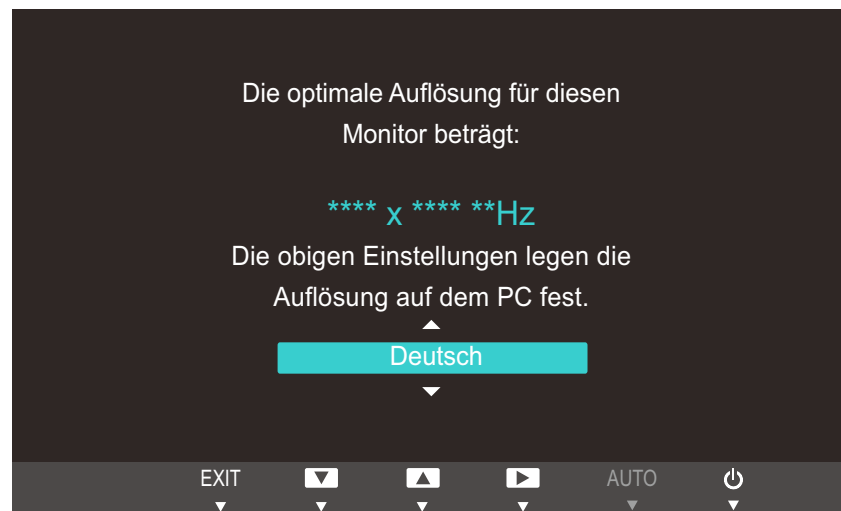 Die optimale Auflösung für diesen
Monitor beträgt:
**** x **** **Hz
Die obigen Einstellungen legen die
Auflösung auf dem PC fest.
Deutsch
EXIT AUTO